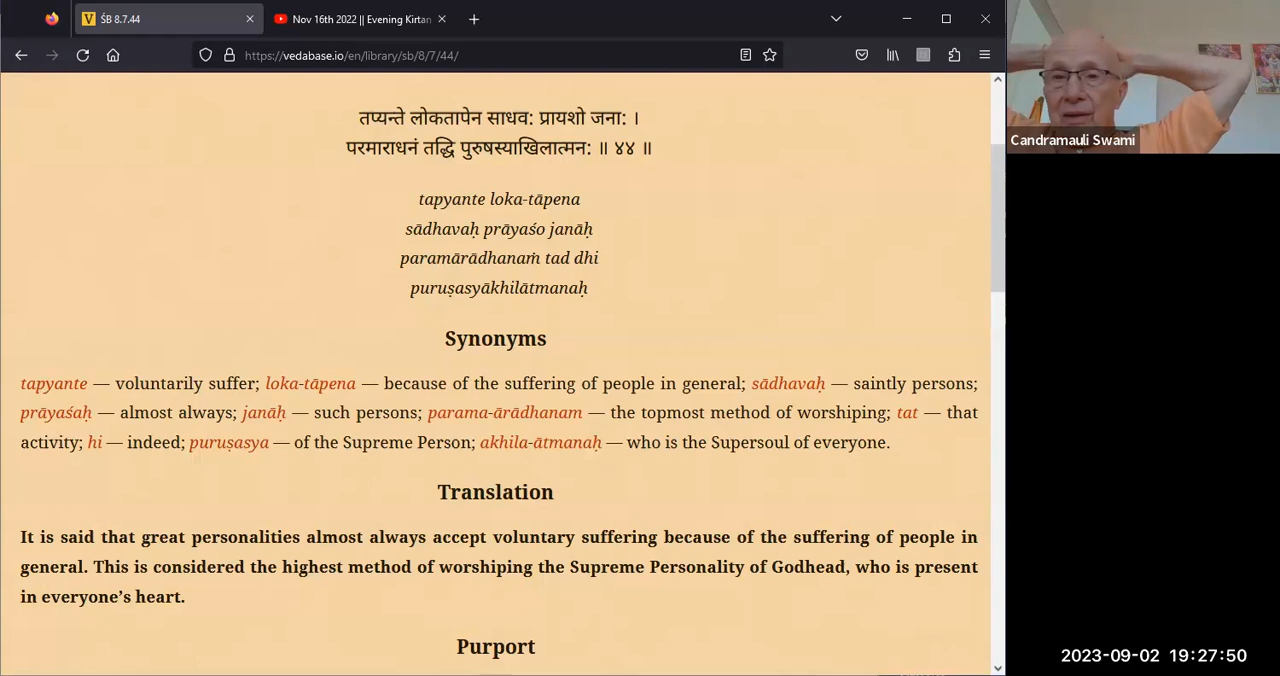 ŚB 8.7.44
Nov 16th 2022 || Evening Kirtan
https://vedabase.io/en/library/sb/8/7/44/
तप्यन्ते लोकतापेन साधव: प्रायशो जना: ।
परमाराधनं तद्धि पुरुषस्याखिलात्मन: ॥ ४४ ॥
tapyante loka-tāpena
sādhavaḥ prāyaśo janāḥ
paramārādhanaṁ tad dhi
puruṣasyākhilātmanaḥ
Synonyms
tapyante — voluntarily suffer; loka-tāpena — because of the suffering of people in general; sādhavaḥ — saintly persons;
prāyaśaḥ — almost always; janāḥ — such persons; parama-ārādhanam — the topmost method of worshiping; tat — that
activity; hi — indeed; puruṣasya — of the Supreme Person; akhila-ātmanaḥ — who is the Supersoul of everyone.
Translation
It is said that great personalities almost always accept voluntary suffering because of the suffering of people in
general. This is considered the highest method of worshiping the Supreme Personality of Godhead, who is present
in everyone’s heart.
Purport
Candramauli Swami
2023-09-02 19:27:50